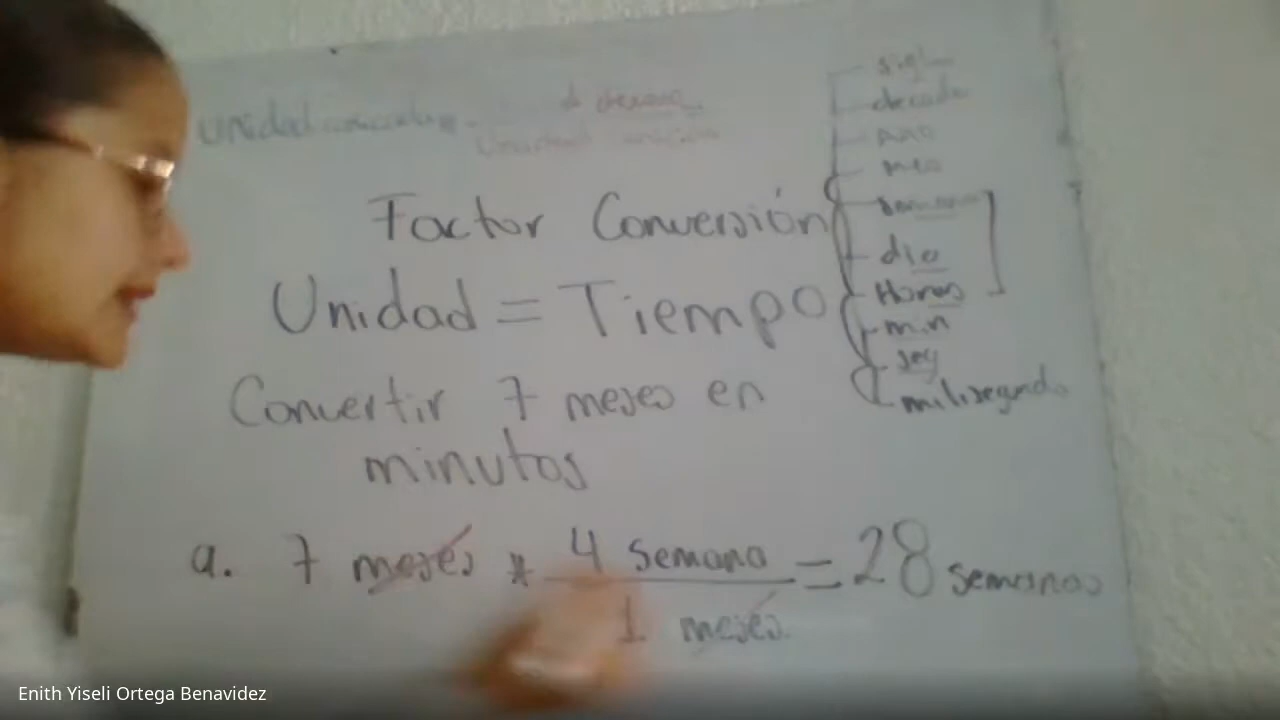 Unidad
Unidad
Factor Conversión
Unidad = Tiempo
Convertir 7 meses en
minutos
a. 7 meses * 4 semana = 28 semanas
1 meses
siglo
decada
año
mes
semana
dia
Horas
min
seg
milisegundo
Enith Yiseli Ortega Benavidez